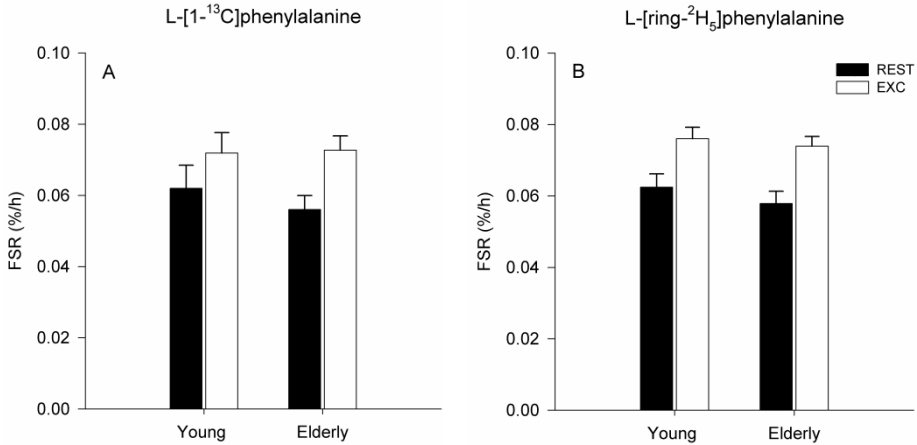 L-[1-¹³C]phenylalanine
A
FSR (%/h)
0.10
0.08
0.06
0.04
0.02
0.00
Young Elderly
L-[ring-²H₅]phenylalanine
B
REST
EXC
FSR (%/h)
0.10
0.08
0.06
0.04
0.02
0.00
Young Elderly